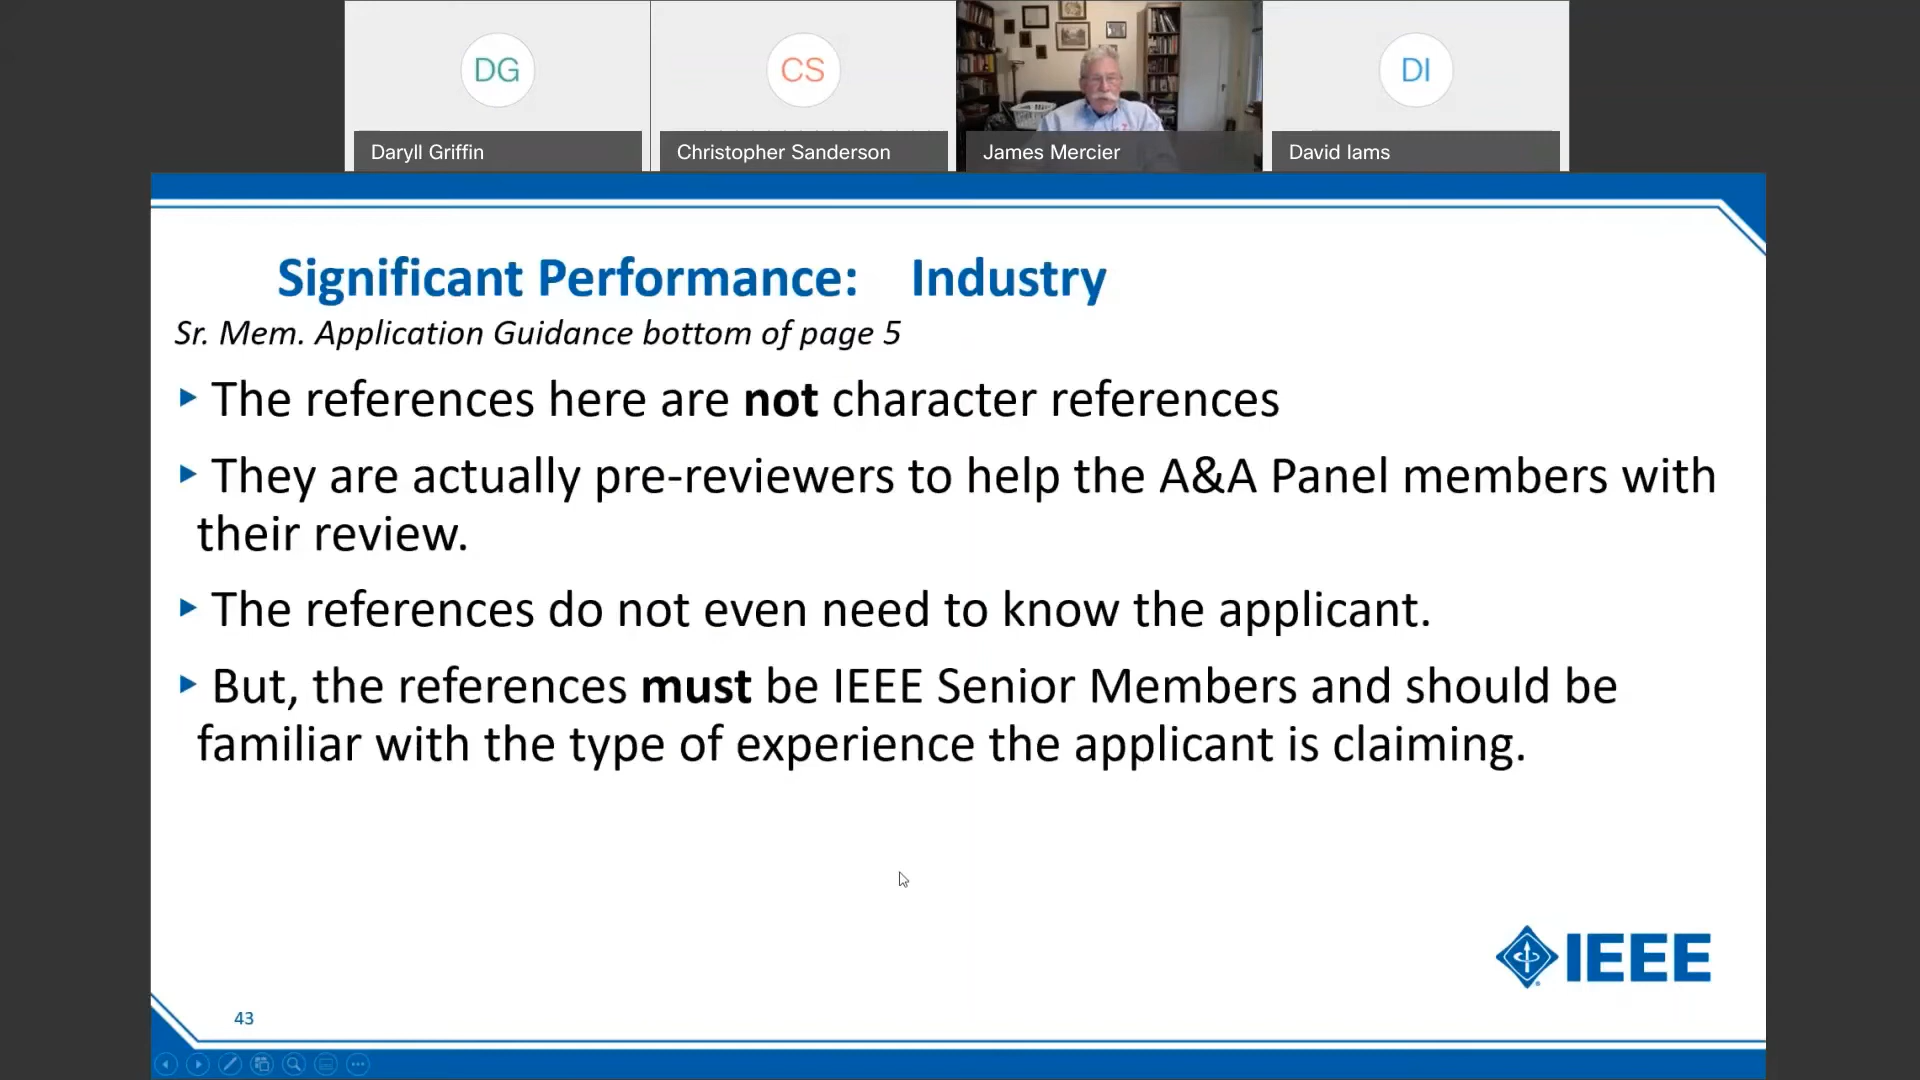 DG
CS
DI
Daryll Griffin
Christopher Sanderson
James Mercier
David Iams
Significant Performance: Industry
Sr. Mem. Application Guidance bottom of page 5
The references here are not character references
They are actually pre-reviewers to help the A&A Panel members with
their review.
The references do not even need to know the applicant.
But, the references must be IEEE Senior Members and should be
familiar with the type of experience the applicant is claiming.
IEEE
43